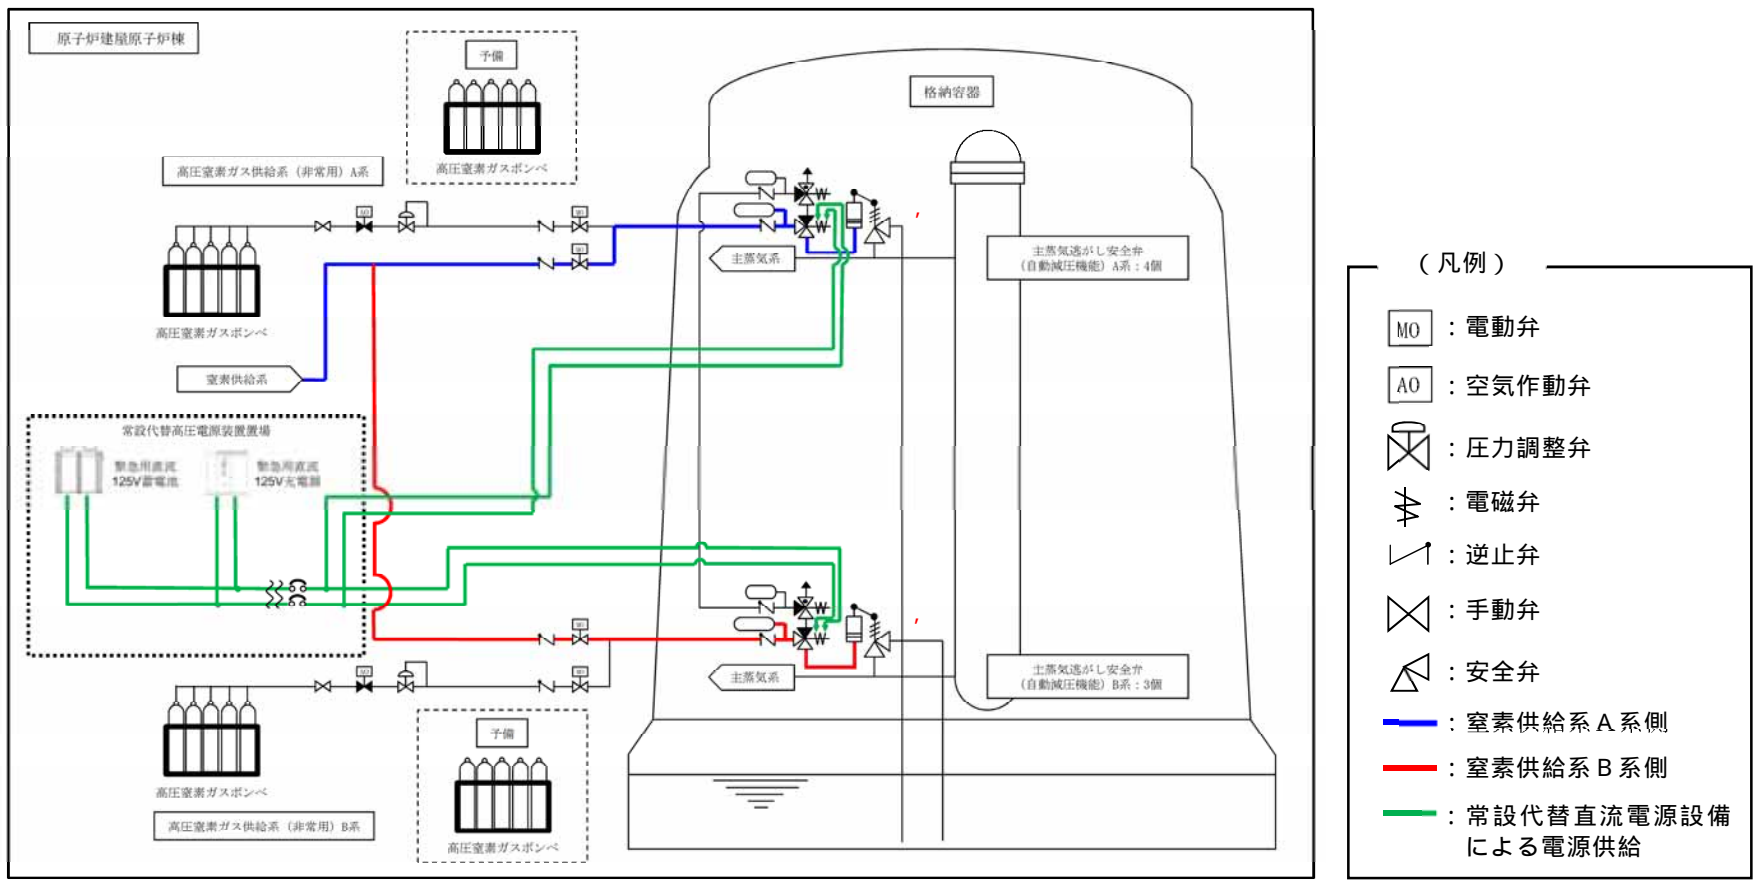 原子炉建屋原子炉棟
予備
高圧窒素ガスボンベ
格納容器
高圧窒素ガス供給系（非常用）A系
AO
MO
MO
高圧窒素ガスボンベ
窒素供給系
主蒸気系
主蒸気逃がし安全弁
（自動減圧機能）A系：4個
常設代替高圧電源装置置場
緊急用直流
125V蓄電池
緊急用直流
125V充電器
MO
AO
MO
主蒸気系
主蒸気逃がし安全弁
（自動減圧機能）B系：3個
高圧窒素ガスボンベ
高圧窒素ガス供給系（非常用）B系
予備
高圧窒素ガスボンベ
（凡例）
MO：電動弁
AO：空気作動弁
：圧力調整弁
：電磁弁
：逆止弁
：手動弁
：安全弁
：窒素供給系Ａ系側
：窒素供給系Ｂ系側
：常設代替直流電源設備
による電源供給